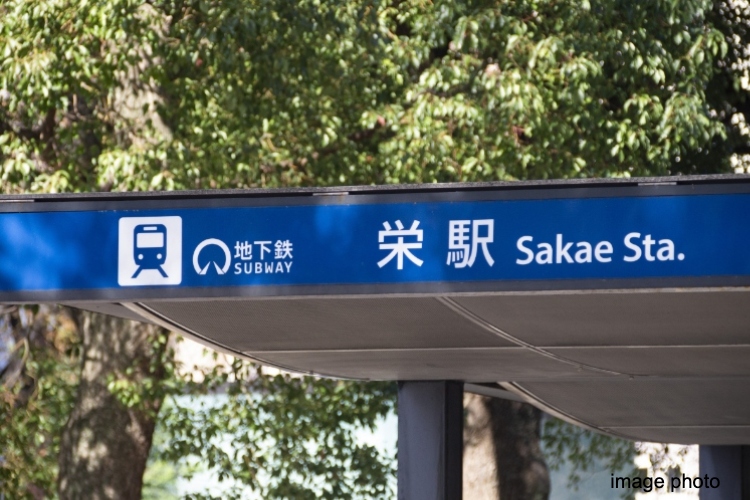 地下鉄
SUBWAY
栄駅 Sakae Sta.
image photo